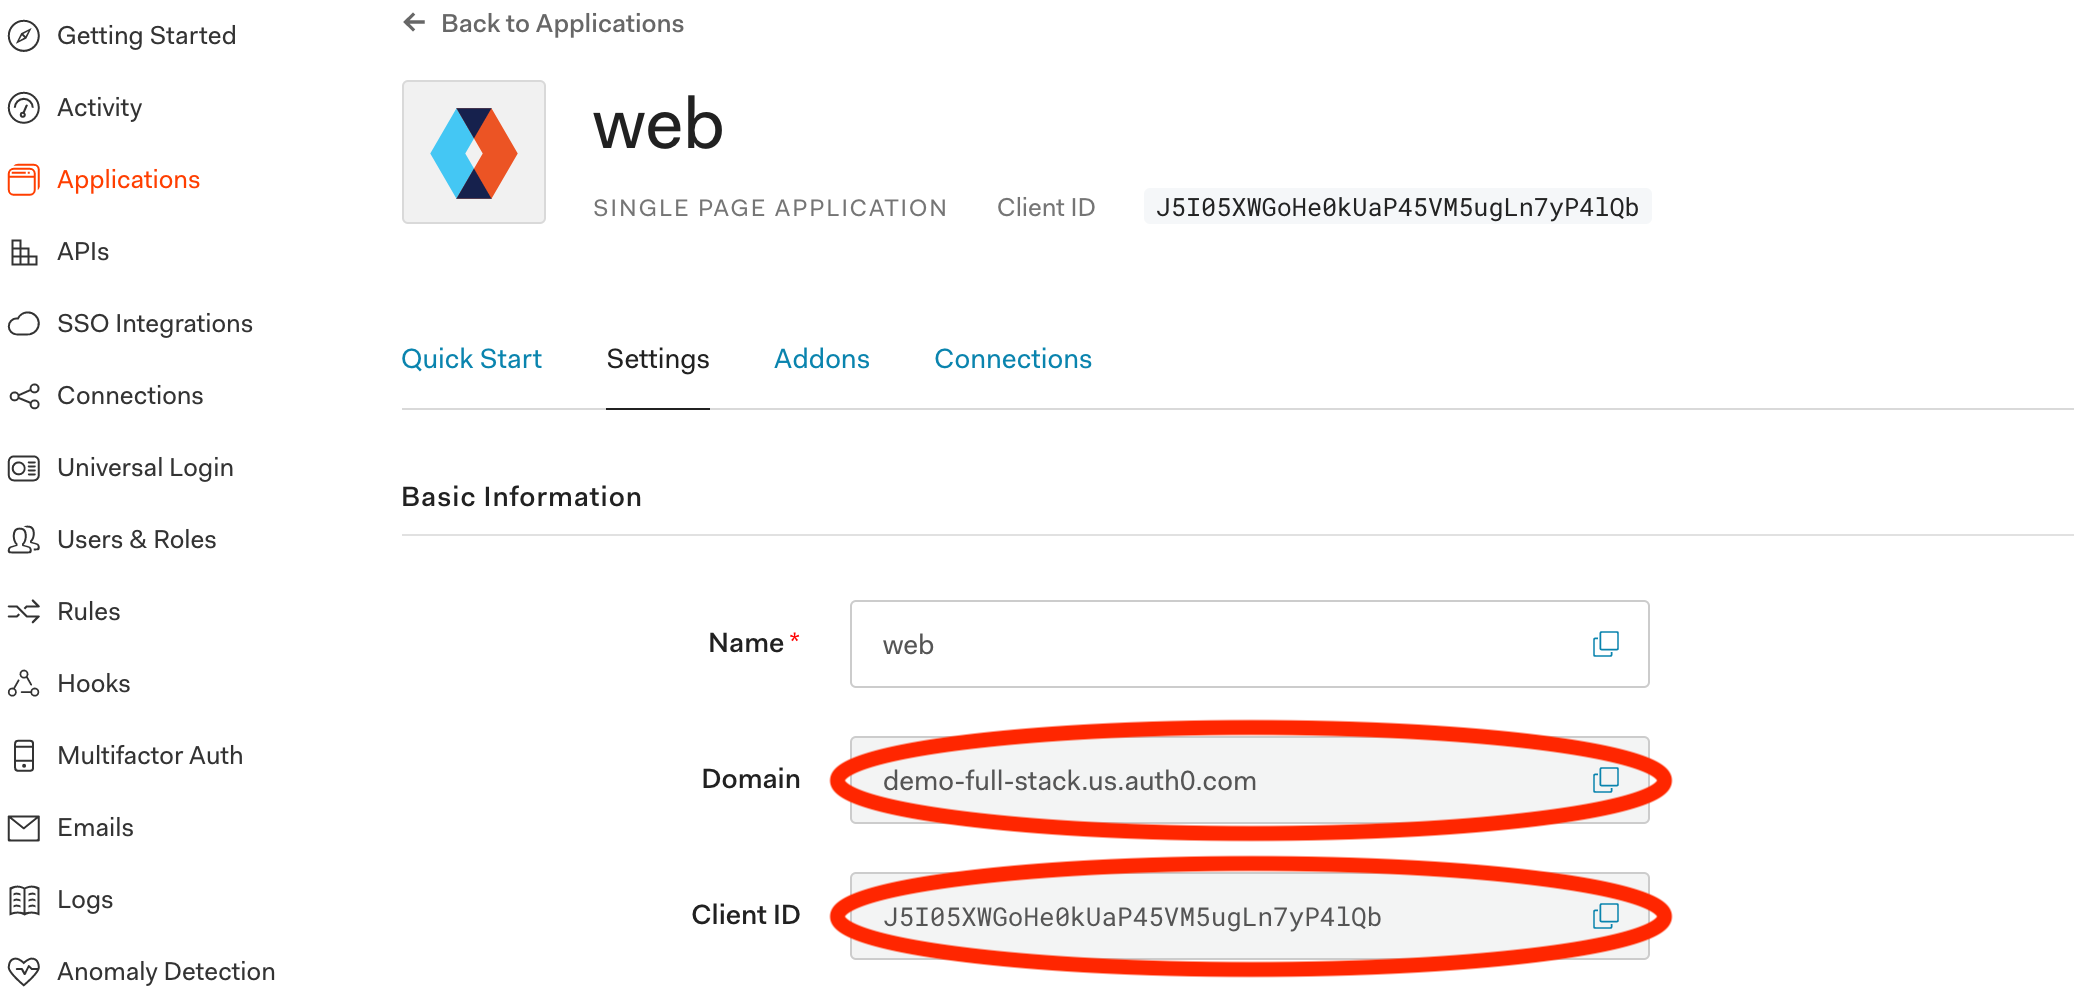 Getting Started
Activity
Applications
APIs
SSO Integrations
Connections
Universal Login
Users & Roles
Rules
Hooks
Multifactor Auth
Emails
Logs
Anomaly Detection
← Back to Applications
web
SINGLE PAGE APPLICATION Client ID J5I05XWGoHe0kUaP45VM5ugLn7yP4lQb
Quick Start Settings Addons Connections
Basic Information
Name * web
Domain demo-full-stack.us.auth0.com
Client ID J5I05XWGoHe0kUaP45VM5ugLn7yP4lQb